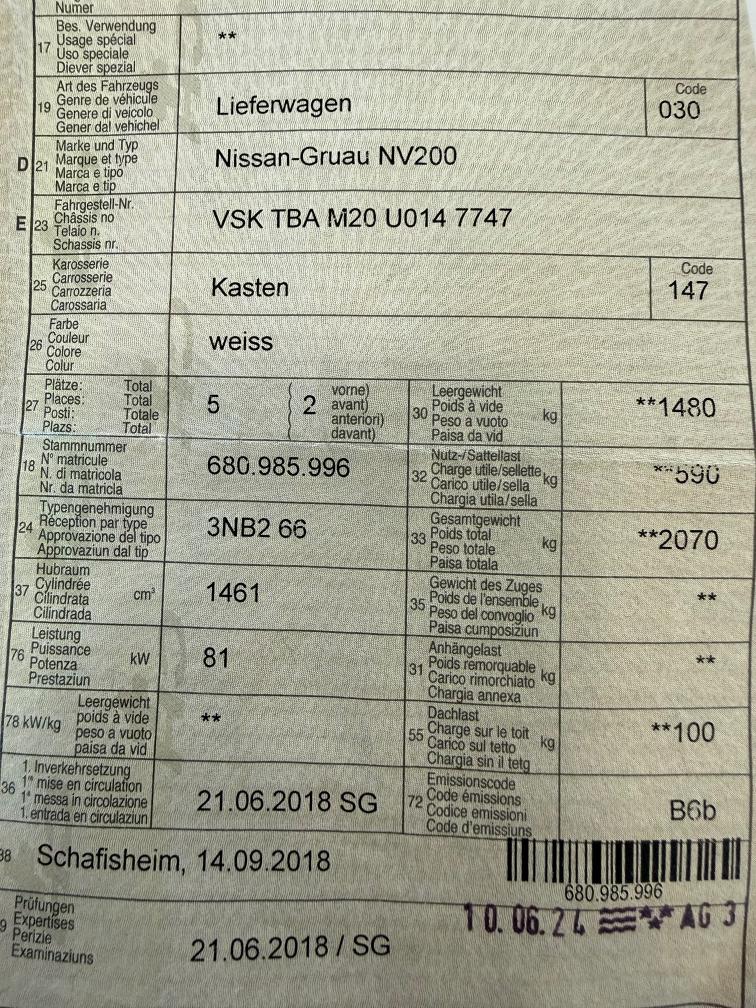 Numer
17 Bes. Verwendung
Usage spécial
Uso speciale
Diever spezial
**
19 Art des Fahrzeugs
Genre de véhicule
Genere di veicolo
Gener dal vehichel
Lieferwagen
Code
030
D 21 Marke und Typ
Marque et type
Marca e tipo
Marca e tip
Nissan-Gruau NV200
E 23 Fahrgestell-Nr.
Châssis no
Telaio n.
Schassis nr.
VSK TBA M20 U014 7747
25 Karosserie
Carrosserie
Carrozzeria
Carossaria
Kasten
Code
147
26 Farbe
Couleur
Colore
Colur
weiss
27 Plätze: Total
Places: Total
Posti: Totale
Plazs: Total
5 ( 2 vorne)
avant)
anteriori)
davant)
30 Leergewicht
Poids à vide
Peso a vuoto
Paisa da vid
kg
**1480
18 Stammnummer
N° matricule
N. di matricola
Nr. da matricla
680.985.996
32 Nutz-/Sattellast
Charge utile/sellette
Carico utile/sella
Chargia utila/sella
kg
**590
24 Typengenehmigung
Réception par type
Approvazione del tipo
Approvaziun dal tip
3NB2 66
33 Gesamtgewicht
Poids total
Peso totale
Paisa totala
kg
**2070
37 Hubraum
Cylindrée
Cilindrata
Cilindrada
cm³
1461
35 Gewicht des Zuges
Poids de l'ensemble
Peso del convoglio
Paisa cumposiziun
kg
**
76 Leistung
Puissance
Potenza
Prestaziun
kW
81
31 Anhängelast
Poids remorquable
Carico rimorchiato
Chargia annexa
kg
**
78 kW/kg Leergewicht
poids à vide
peso a vuoto
paisa da vid
**
55 Dachlast
Charge sur le toit
Carico sul tetto
Chargia sin il tetg
kg
**100
36 1. Inverkehrsetzung
1re mise en circulation
1a messa in circolazione
1. entrada en circulaziun
21.06.2018 SG
72 Emissionscode
Code émissions
Codice emissioni
Code d'emissiuns
B6b
38 Schafisheim, 14.09.2018
680.985.996
10.06.24 AG 3
9 Prüfungen
Expertises
Perizie
Examinaziuns
21.06.2018 / SG